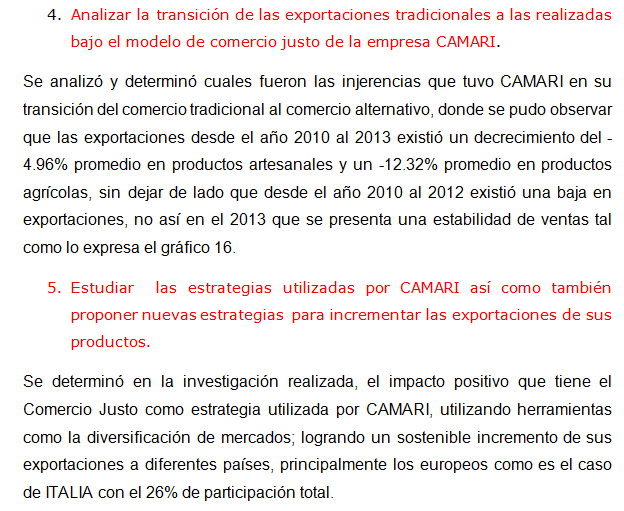 4. Analizar la transición de las exportaciones tradicionales a las realizadas
bajo el modelo de comercio justo de la empresa CAMARI.
Se analizó y determinó cuales fueron las injerencias que tuvo CAMARI en su
transición del comercio tradicional al comercio alternativo, donde se pudo observar
que las exportaciones desde el año 2010 al 2013 existió un decrecimiento del -
4.96% promedio en productos artesanales y un -12.32% promedio en productos
agrícolas, sin dejar de lado que desde el año 2010 al 2012 existió una baja en
exportaciones, no así en el 2013 que se presenta una estabilidad de ventas tal
como lo expresa el gráfico 16.
5. Estudiar las estrategias utilizadas por CAMARI así como también
proponer nuevas estrategias para incrementar las exportaciones de sus
productos.
Se determinó en la investigación realizada, el impacto positivo que tiene el
Comercio Justo como estrategia utilizada por CAMARI, utilizando herramientas
como la diversificación de mercados; logrando un sostenible incremento de sus
exportaciones a diferentes países, principalmente los europeos como es el caso
de ITALIA con el 26% de participación total.